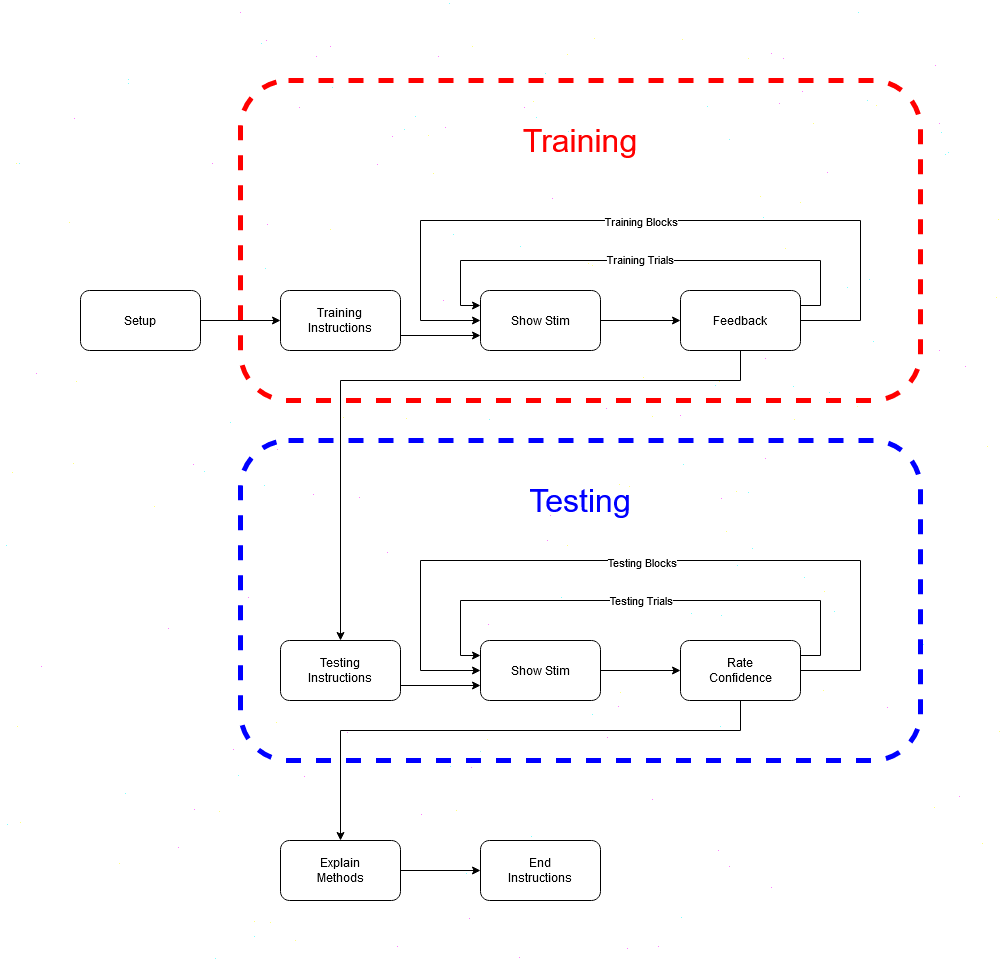 Training
Training Blocks
Training Trials
Setup
Training
Instructions
Show Stim
Feedback
Testing
Testing Blocks
Testing Trials
Testing
Instructions
Show Stim
Rate
Confidence
Explain
Methods
End
Instructions